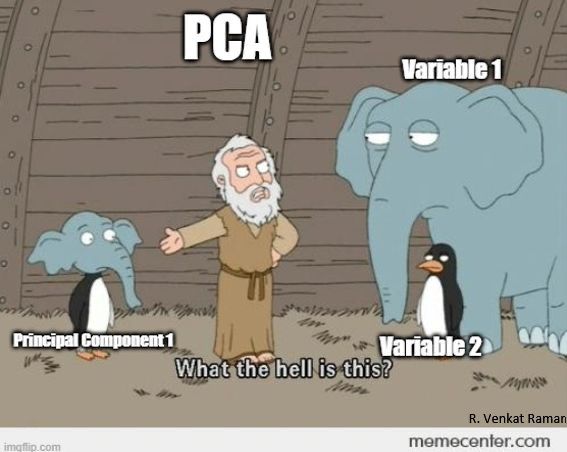 PCA
Variable 1
Principal Component 1
Variable 2
What the hell is this?
R. Venkat Raman
imgflip.com
memecenter.com